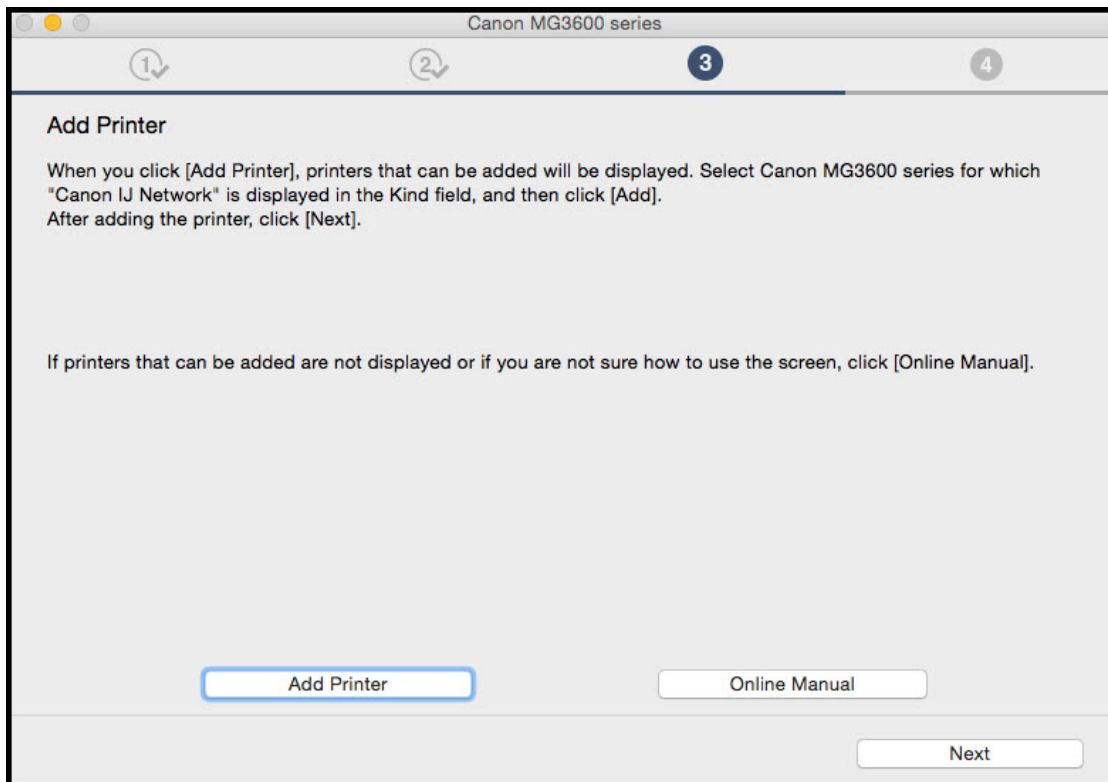 Canon MG3600 series
1 2 3 4
Add Printer
When you click [Add Printer], printers that can be added will be displayed. Select Canon MG3600 series for which
"Canon IJ Network" is displayed in the Kind field, and then click [Add].
After adding the printer, click [Next].
If printers that can be added are not displayed or if you are not sure how to use the screen, click [Online Manual].
Add Printer Online Manual
Next